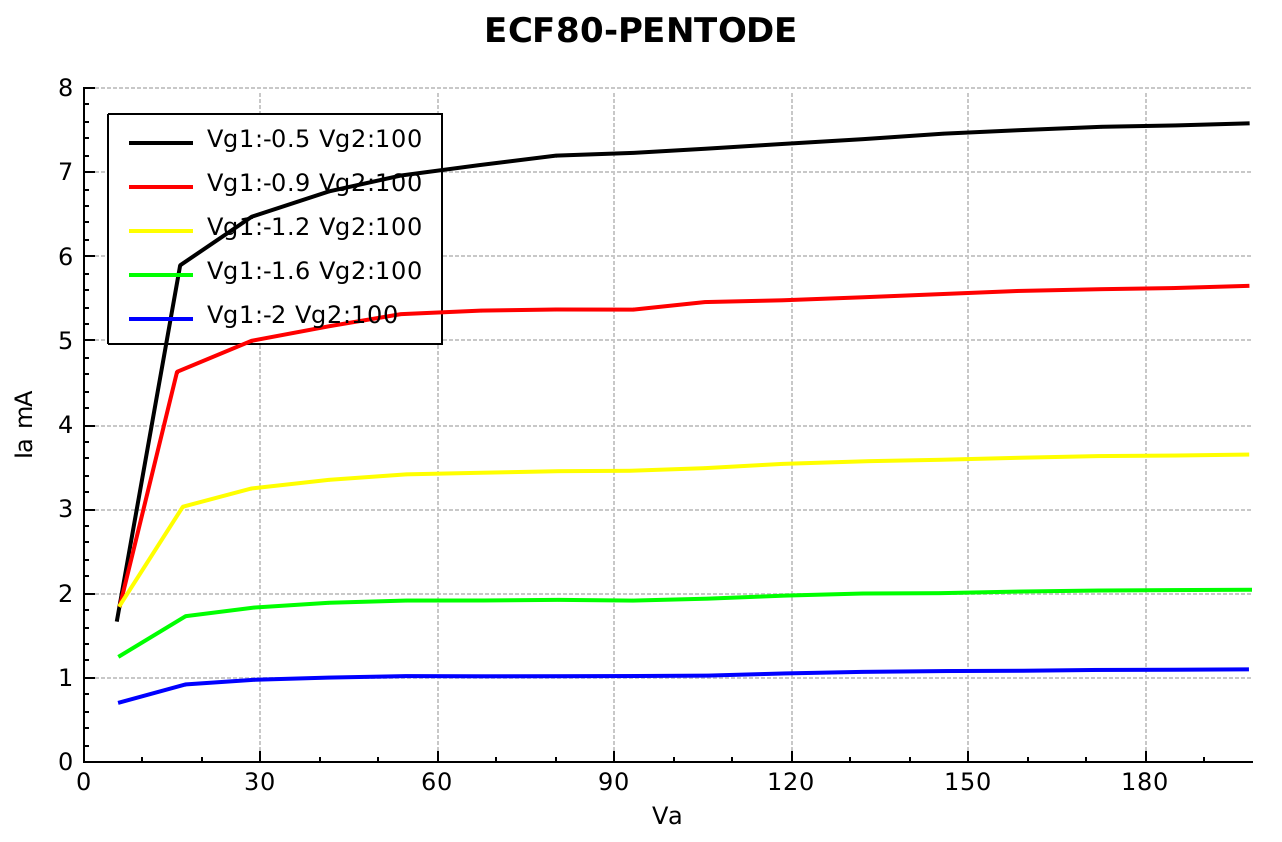 ECF80-PENTODE
8
7
6
5
4
3
2
1
0
Ia mA
Vg1:-0.5 Vg2:100
Vg1:-0.9 Vg2:100
Vg1:-1.2 Vg2:100
Vg1:-1.6 Vg2:100
Vg1:-2 Vg2:100
0 30 60 90 120 150 180
Va